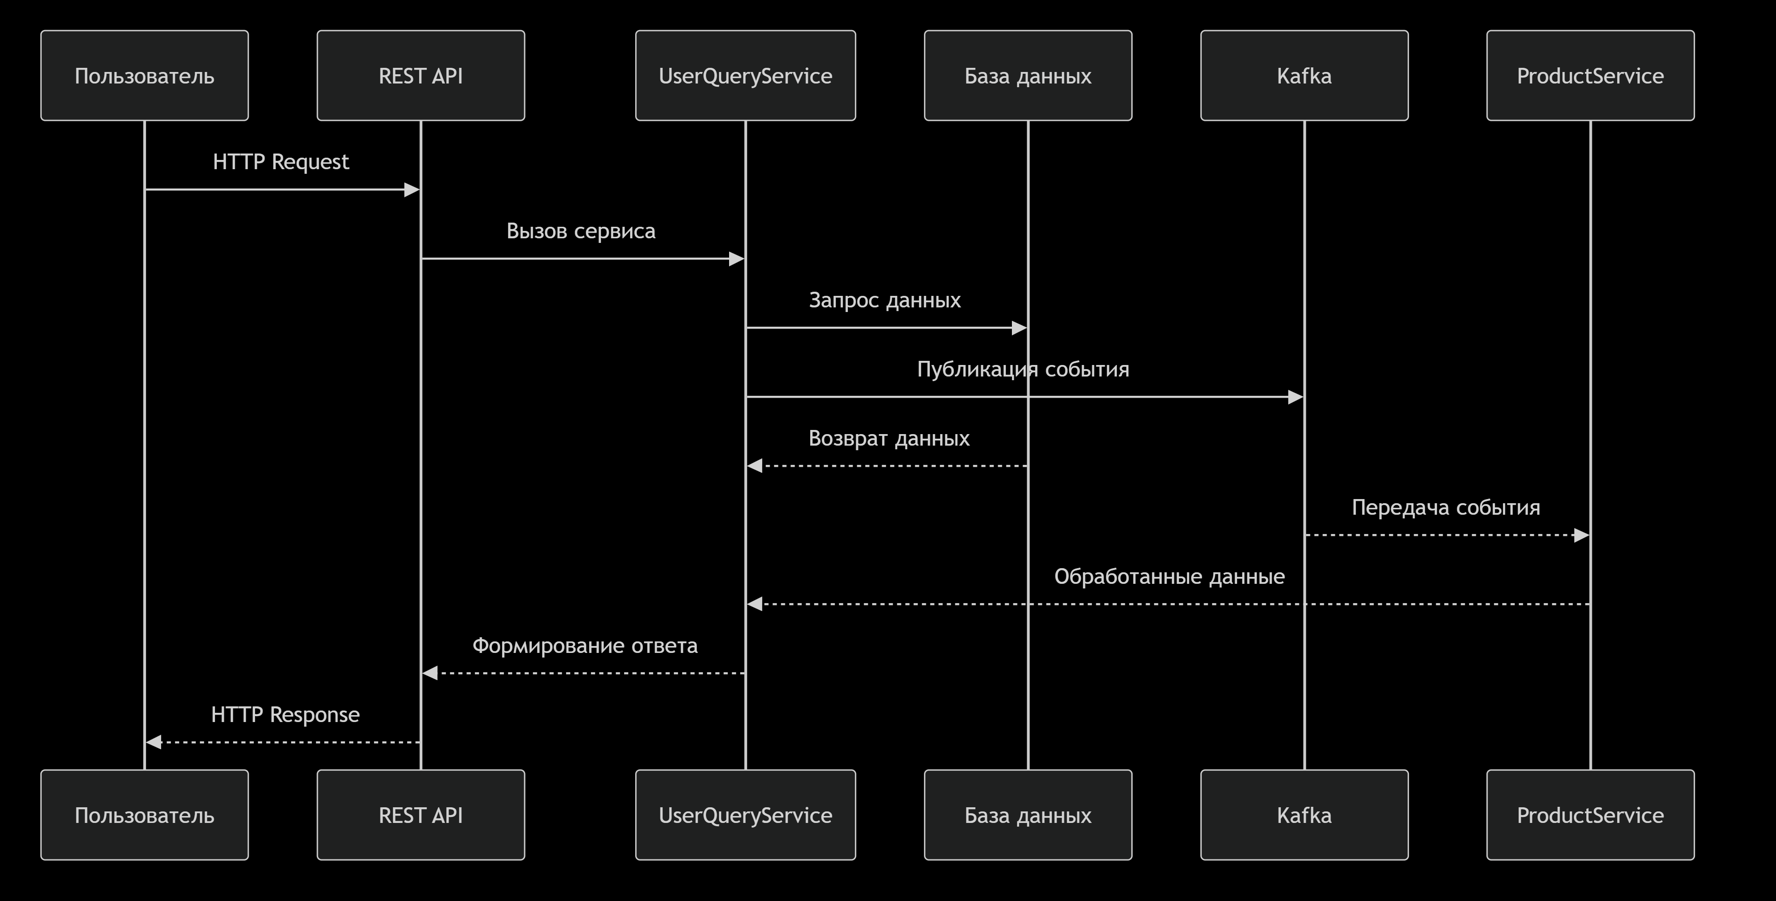 Пользователь
REST API
UserQueryService
База данных
Kafka
ProductService
HTTP Request
Вызов сервиса
Запрос данных
Публикация события
Возврат данных
Передача события
Обработанные данные
Формирование ответа
HTTP Response
Пользователь
REST API
UserQueryService
База данных
Kafka
ProductService